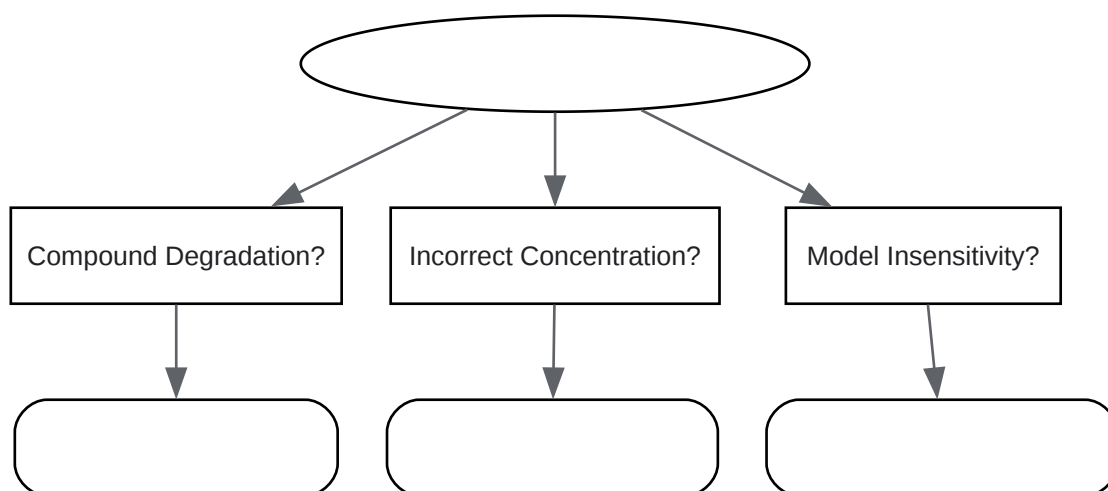 Compound Degradation?
Incorrect Concentration?
Model Insensitivity?